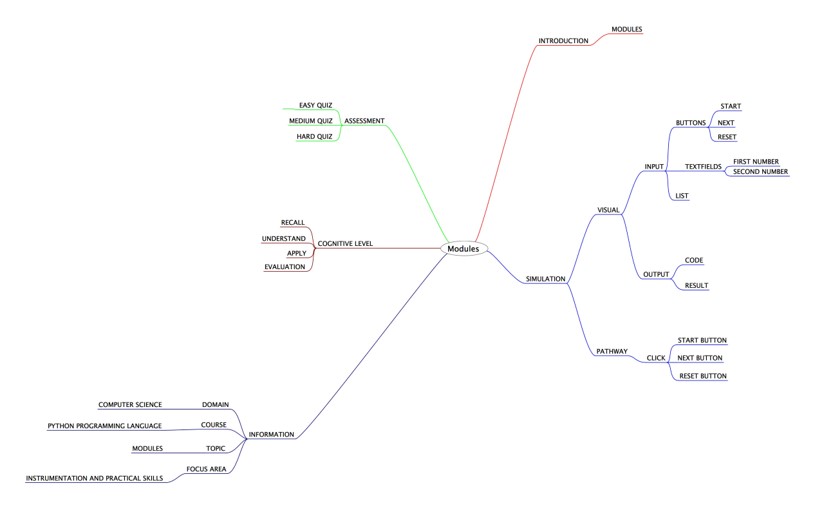 MODULES
INTRODUCTION
EASY QUIZ
MEDIUM QUIZ
ASSESSMENT
HARD QUIZ
START
BUTTONS
NEXT
RESET
FIRST NUMBER
INPUT
TEXTFIELDS
SECOND NUMBER
LIST
VISUAL
RECALL
UNDERSTAND
COGNITIVE LEVEL
APPLY
EVALUATION
Modules
CODE
OUTPUT
RESULT
SIMULATION
START BUTTON
PATHWAY
CLICK
NEXT BUTTON
RESET BUTTON
COMPUTER SCIENCE
DOMAIN
PYTHON PROGRAMMING LANGUAGE
COURSE
INFORMATION
MODULES
TOPIC
FOCUS AREA
INSTRUMENTATION AND PRACTICAL SKILLS